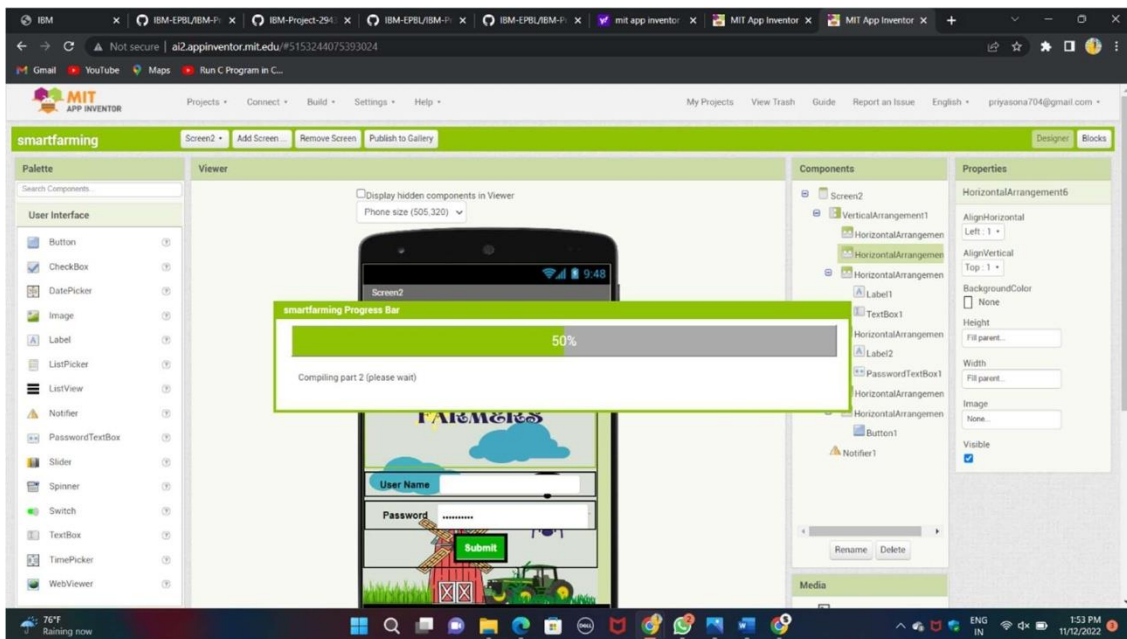 IBM
IBM-EPBL/IBM-Pr
IBM-Project-294
IBM-EPBL/IBM-Pr
IBM-EPBL/IBM-Pr
mit app inventor
MIT App Inventor
MIT App Inventor
Not secure | ai2.appinventor.mit.edu/#5153244075393024
Gmail YouTube Maps Run C Program in C...
MIT
APP INVENTOR
Projects Connect Build Settings Help My Projects View Trash Guide Report an Issue English priyasona704@gmail.com
smartfarming Screen2 Add Screen ... Remove Screen Publish to Gallery Designer Blocks
Palette
Search Components...
User Interface
Button
CheckBox
DatePicker
Image
Label
ListPicker
ListView
Notifier
PasswordTextBox
Slider
Spinner
Switch
TextBox
TimePicker
WebViewer
Viewer
Display hidden components in Viewer
Phone size (505,320)
9:48
Screen2
smartfarming Progress Bar
50%
Compiling part 2 (please wait)
FARMERS
User Name
Password ..........
Submit
Components
Screen2
VerticalArrangement1
HorizontalArrangemen
HorizontalArrangemen
HorizontalArrangemen
Label1
TextBox1
HorizontalArrangemen
Label2
PasswordTextBox1
HorizontalArrangemen
HorizontalArrangemen
Button1
Notifier1
Rename Delete
Media
Properties
HorizontalArrangement6
AlignHorizontal
Left : 1
AlignVertical
Top : 1
BackgroundColor
None
Height
Fill parent...
Width
Fill parent...
Image
None...
Visible
76°F
Raining now
DELL
ENG
IN
1:53 PM
11/12/2022